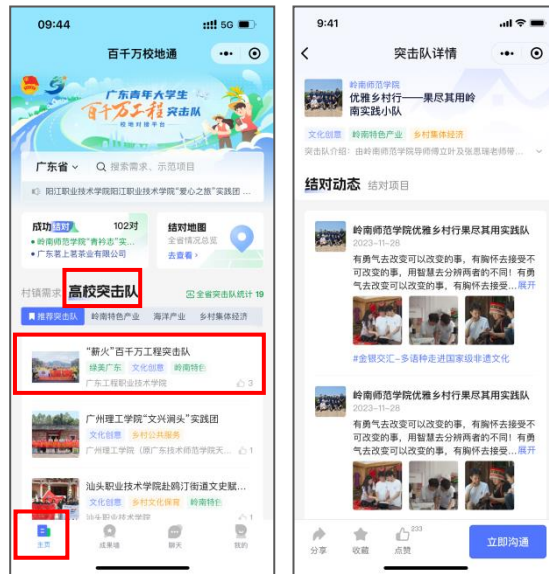 09:44
5G
百千万校地通
广东青年大学生
百千万工程突击队
校地对接平台
广东省
搜索需求、示范项目
阳江职业技术学院阳江职业技术学院“爱心之旅”实践团 ...
成功结对
102对
岭南师范学院“青衿志”实...
广东茗上茗茶业有限公司
结对地图
全省情况总览
去查看 >
村镇需求
高校突击队
全省突击队统计 19
推荐突击队
岭南特色产业
海洋产业
乡村集体经济
“薪火”百千万工程突击队
绿美广东
文化创意
岭南特色
广东工程职业技术学院
3
广州理工学院“文兴涧头”实践团
文化创意
乡村公共服务
广州理工学院（原广东技术师范学院天...
1
汕头职业技术学院赴鸥汀街道文史赋...
文化创意
乡村文化体育
岭南特色
汕头职业技术学院
1
主页
成果墙
聊天
我的
9:41
突击队详情
岭南师范学院
优雅乡村行——果尽其用岭
南实践小队
文化创意
岭南特色产业
乡村集体经济
突击队介绍：由岭南师范学院导师傅立叶及张思瑞老师带...
结对动态
结对项目
岭南师范学院优雅乡村行果尽其用实践队
2023-11-28
有勇气去改变可以改变的事，有胸怀去接受不
可改变的事，用智慧去分辨两者的不同！有勇
气去改变可以改变的事，有胸怀去接受...展开
#金银交汇-多语种走进国家级非遗文化
岭南师范学院优雅乡村行果尽其用实践队
2023-11-28
有勇气去改变可以改变的事，有胸怀去接受不
可改变的事，用智慧去分辨两者的不同！有勇
气去改变可以改变的事，有胸怀去接受...展开
分享
收藏
点赞
233
立即沟通